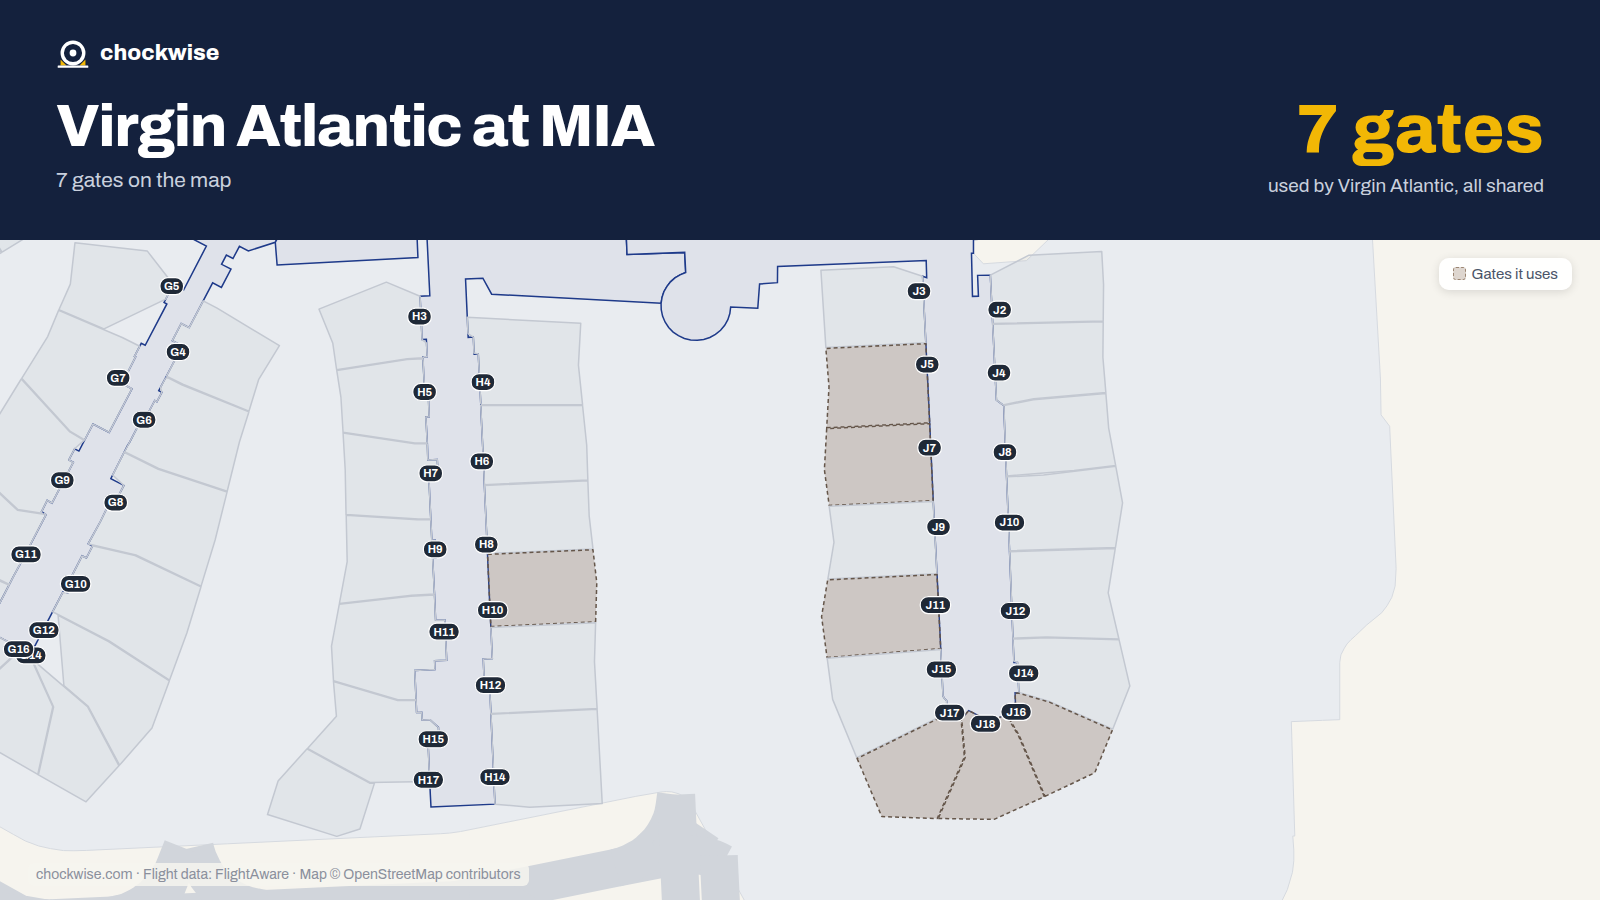 chockwise
Virgin Atlantic at MIA
7 gates on the map
7 gates
used by Virgin Atlantic, all shared
Gates it uses
G5
G4
G7
G6
G9
G8
G11
G10
G12
G16
14
H3
H5
H4
H7
H6
H9
H8
H10
H11
H12
H15
H14
H17
J3
J2
J5
J4
J7
J8
J9
J10
J11
J12
J15
J14
J17
J18
J16
chockwise.com · Flight data: FlightAware · Map © OpenStreetMap contributors